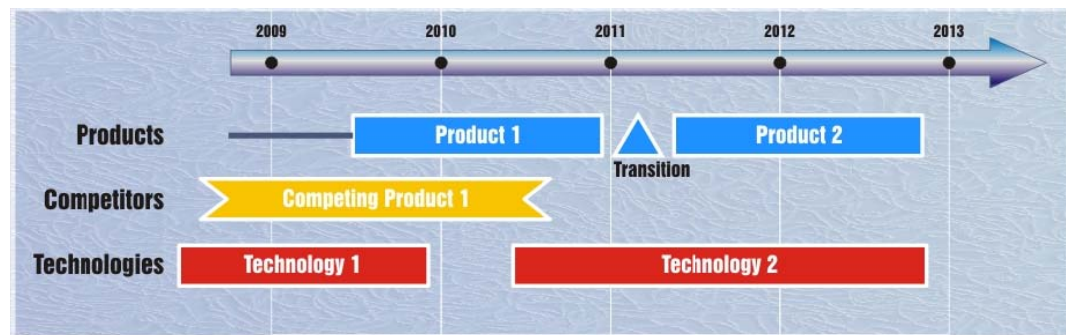 2009 2010 2011 2012 2013
Products Product 1 Product 2
Transition
Competitors Competing Product 1
Technologies Technology 1 Technology 2